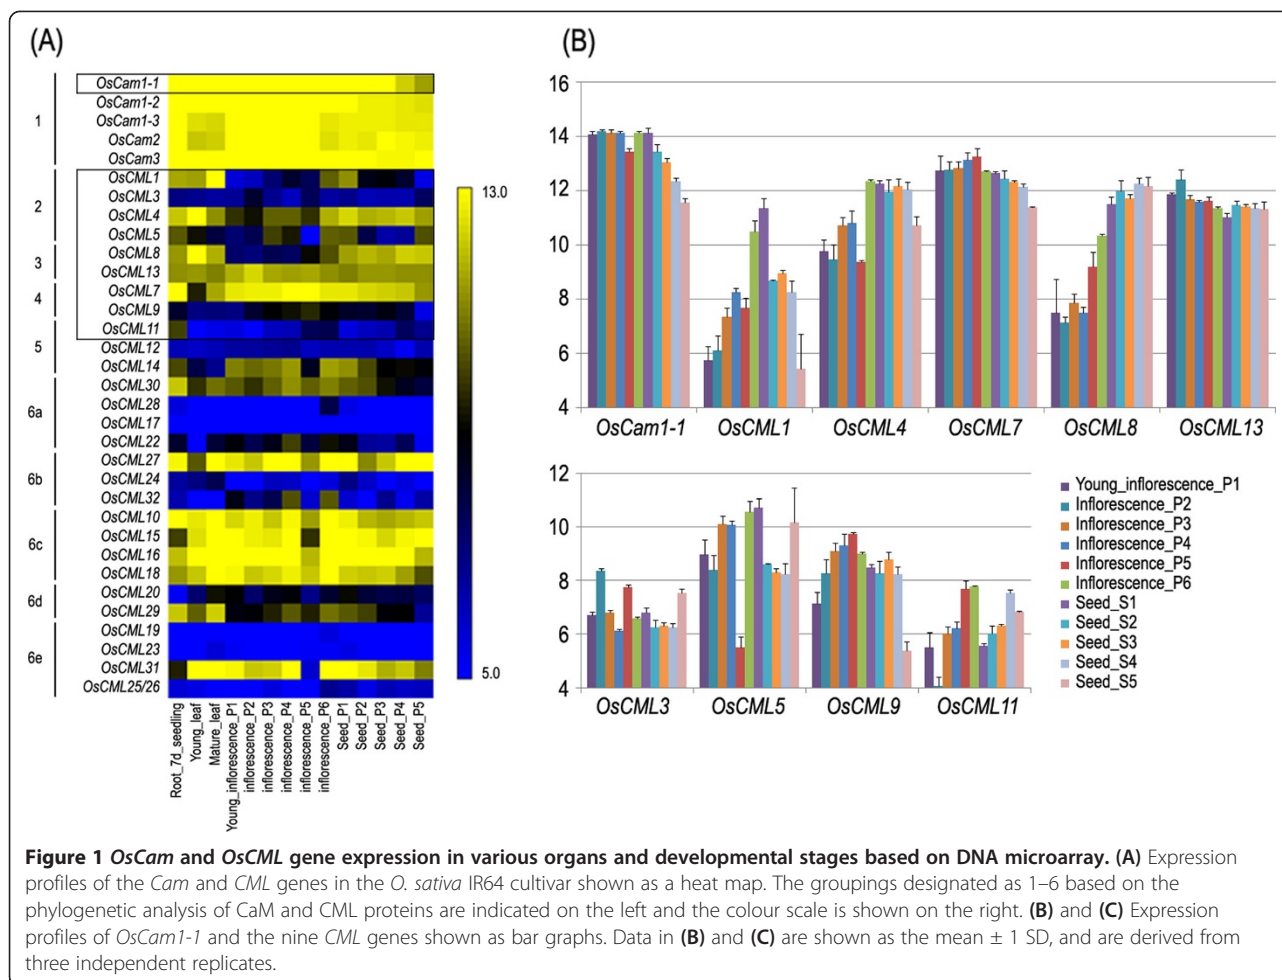 (A)
OsCam1-1
OsCam1-2
OsCam1-3
OsCam2
OsCam3
OsCML1
OsCML3
OsCML4
OsCML5
OsCML8
OsCML13
OsCML7
OsCML9
OsCML11
OsCML12
OsCML14
OsCML30
OsCML28
OsCML17
OsCML22
OsCML27
OsCML24
OsCML32
OsCML10
OsCML15
OsCML16
OsCML18
OsCML20
OsCML29
OsCML19
OsCML23
OsCML31
OsCML25/26
1
2
3
4
5
6a
6b
6c
6d
6e
13.0
5.0
Root_7d_seedling
Young_leaf
Mature_leaf
Young_inflorescence_P1
inflorescence_P2
inflorescence_P3
inflorescence_P4
inflorescence_P5
inflorescence_P6
Seed_P1
Seed_P2
Seed_P3
Seed_P4
Seed_P5
(B)
16
14
12
10
8
6
4
OsCam1-1 OsCML1 OsCML4 OsCML7 OsCML8 OsCML13
12
10
8
6
4
OsCML3 OsCML5 OsCML9 OsCML11
Young_inflorescence_P1
Inflorescence_P2
Inflorescence_P3
Inflorescence_P4
Inflorescence_P5
Inflorescence_P6
Seed_S1
Seed_S2
Seed_S3
Seed_S4
Seed_S5
Figure 1 OsCam and OsCML gene expression in various organs and developmental stages based on DNA microarray. (A) Expression
profiles of the Cam and CML genes in the O. sativa IR64 cultivar shown as a heat map. The groupings designated as 1–6 based on the
phylogenetic analysis of CaM and CML proteins are indicated on the left and the colour scale is shown on the right. (B) and (C) Expression
profiles of OsCam1-1 and the nine CML genes shown as bar graphs. Data in (B) and (C) are shown as the mean ± 1 SD, and are derived from
three independent replicates.